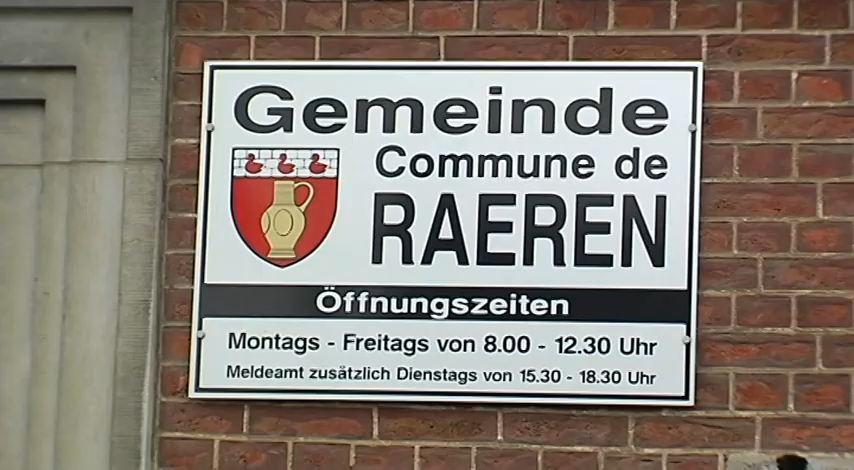 Gemeinde
Commune de
RAEREN
Öffnungszeiten
Montags - Freitags von 8.00 - 12.30 Uhr
Meldeamt zusätzlich Dienstags von 15.30 - 18.30 Uhr